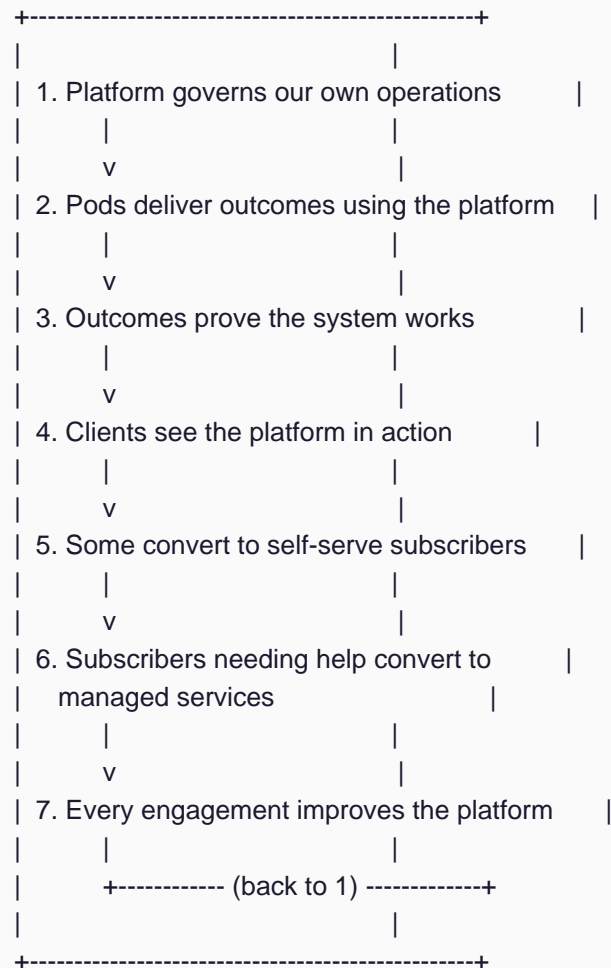 +--------------------------------------------------+
| |
| 1. Platform governs our own operations |
| | |
| v |
| 2. Pods deliver outcomes using the platform |
| | |
| v |
| 3. Outcomes prove the system works |
| | |
| v |
| 4. Clients see the platform in action |
| | |
| v |
| 5. Some convert to self-serve subscribers |
| | |
| v |
| 6. Subscribers needing help convert to |
| managed services |
| | |
| v |
| 7. Every engagement improves the platform |
| | |
| +------------ (back to 1) -------------+
| |
+--------------------------------------------------+